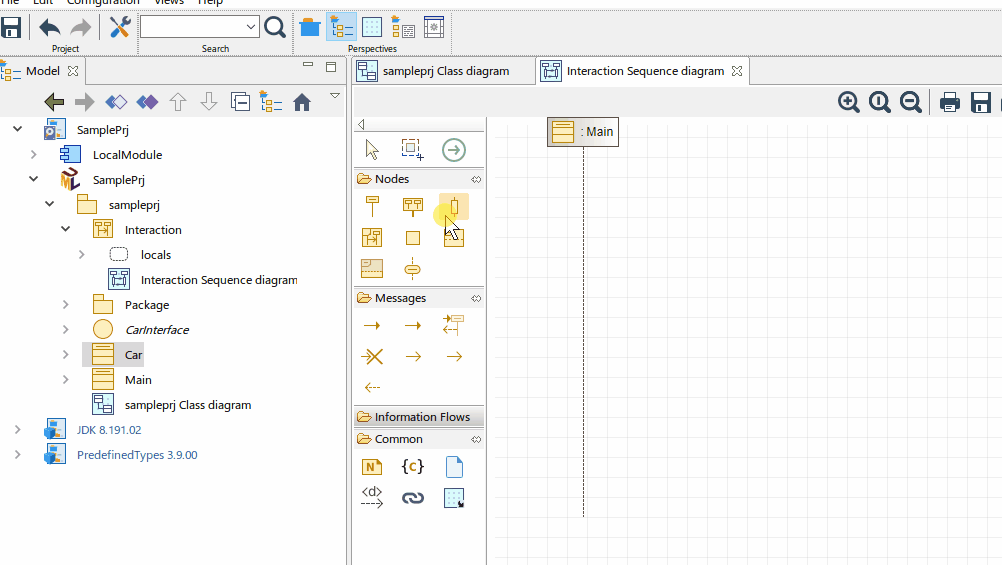 File Edit Configuration Views Help
Project
Search
Perspectives
Model
sampleprj Class diagram
Interaction Sequence diagram
: Main
SamplePrj
LocalModule
SamplePrj
sampleprj
Interaction
locals
Interaction Sequence diagram
Package
CarInterface
Car
Main
sampleprj Class diagram
JDK 8.191.02
PredefinedTypes 3.9.00
Nodes
Messages
Information Flows
Common
N
{C}
<d>